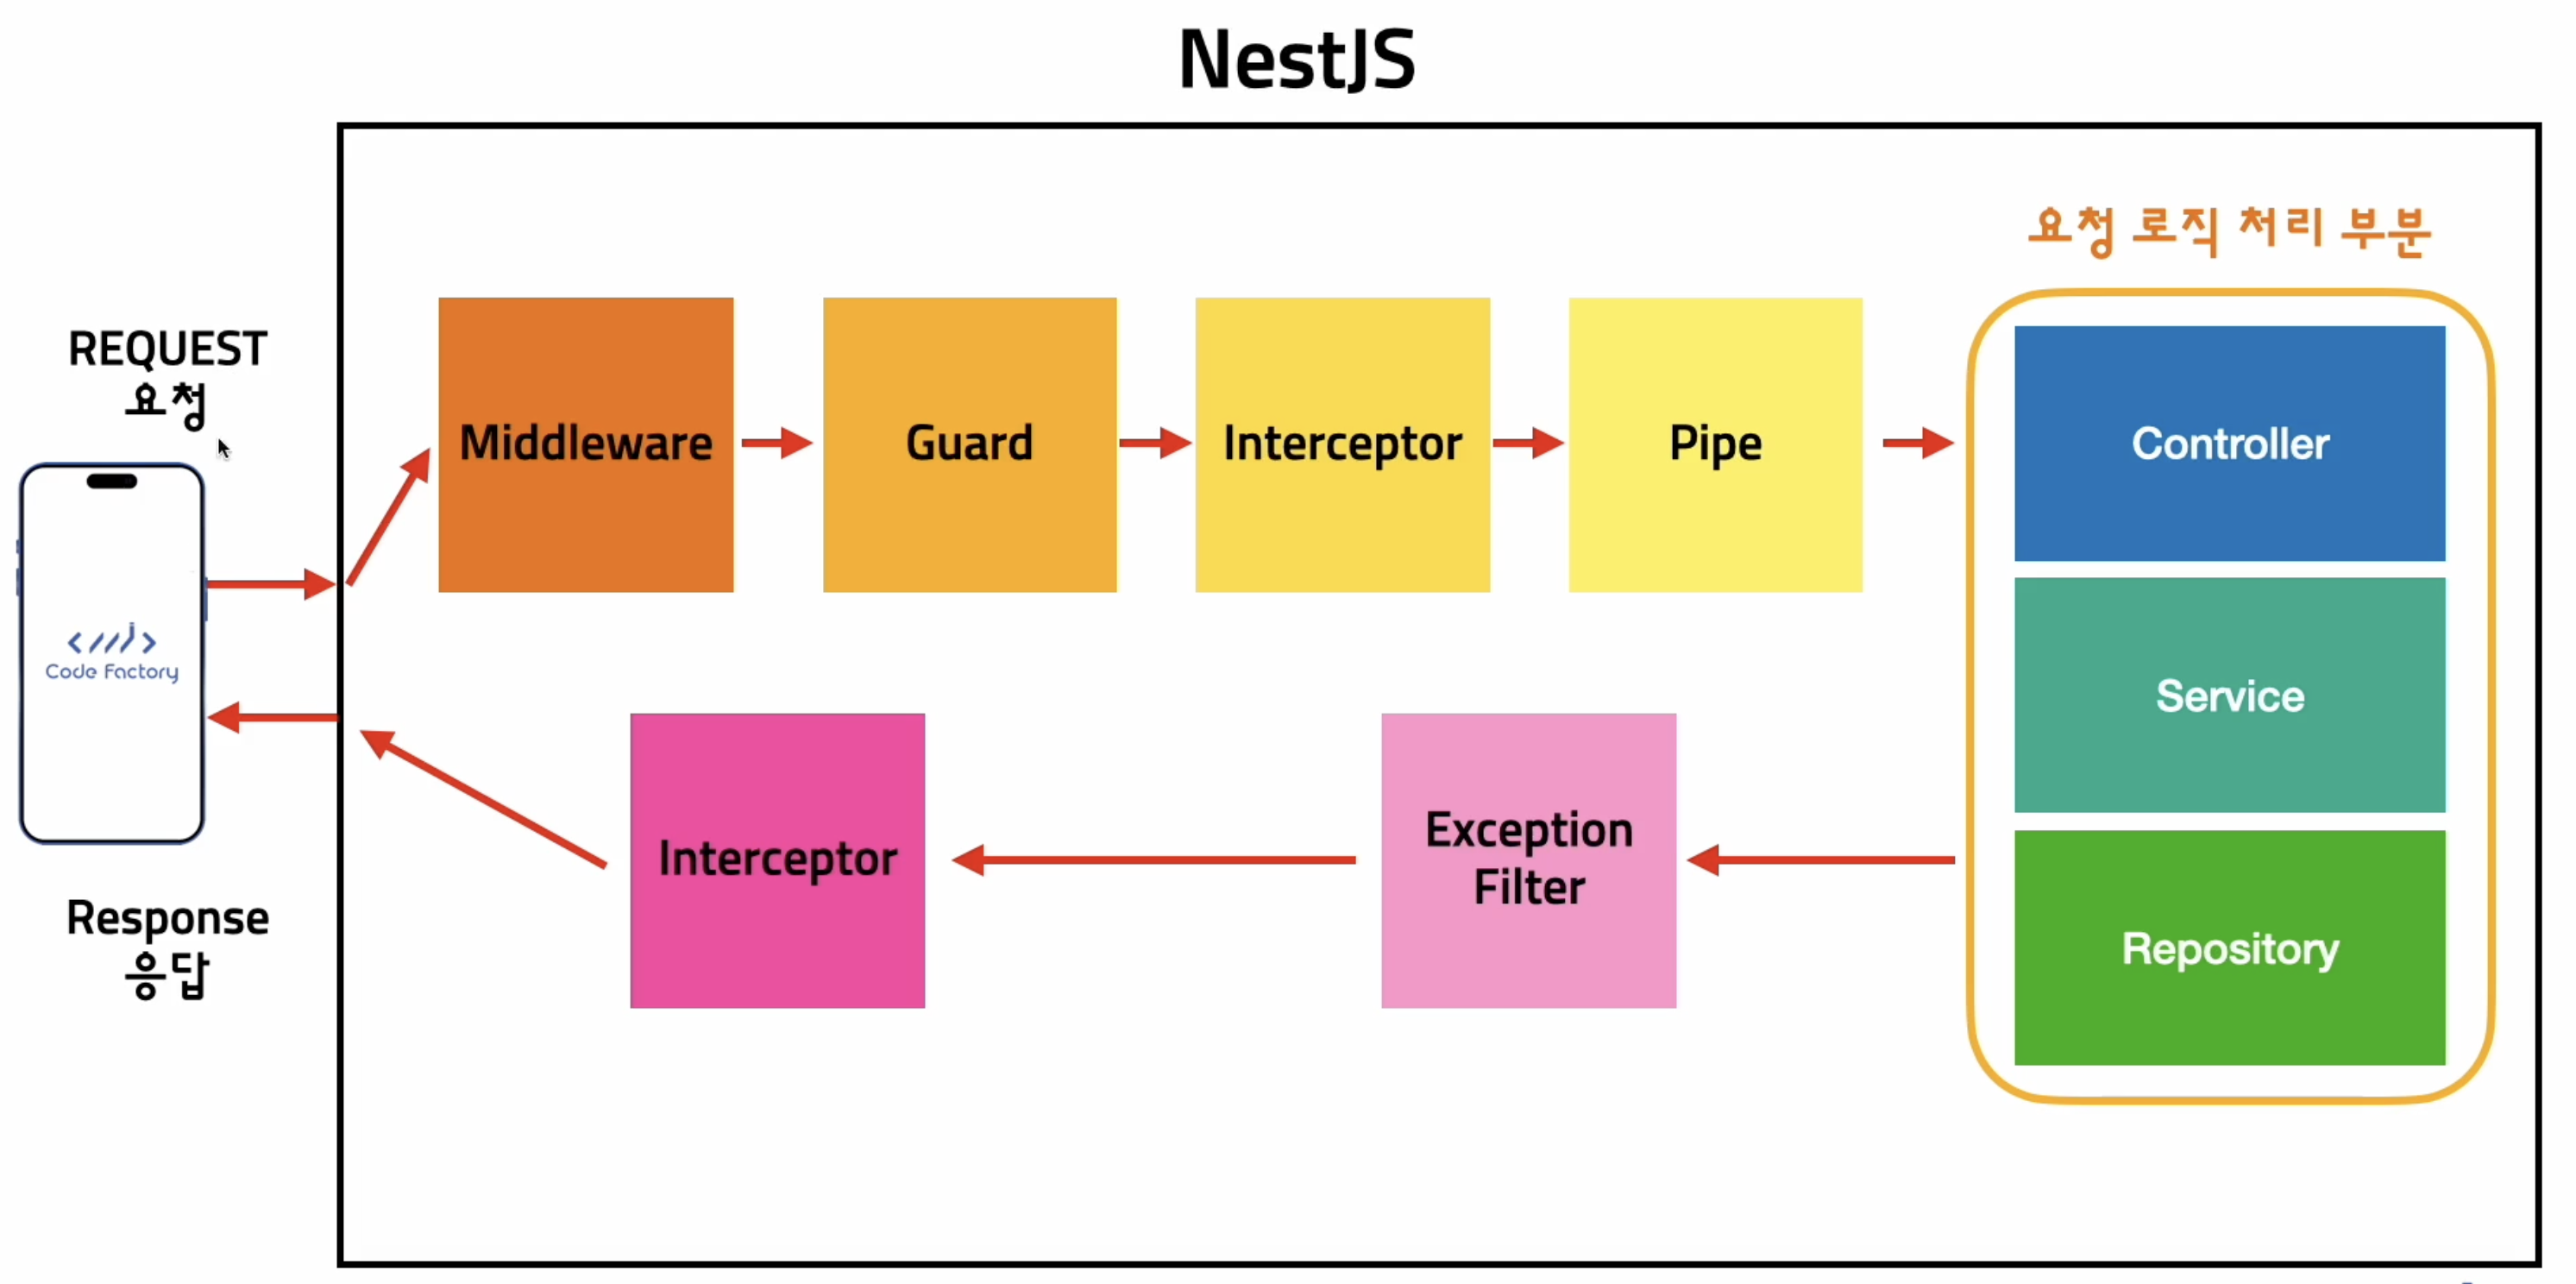 NestJS
요청 로직 처리 부분
REQUEST
요청
Middleware
Guard
Interceptor
Pipe
Controller
Service
Repository
Code Factory
Interceptor
Exception
Filter
Response
응답